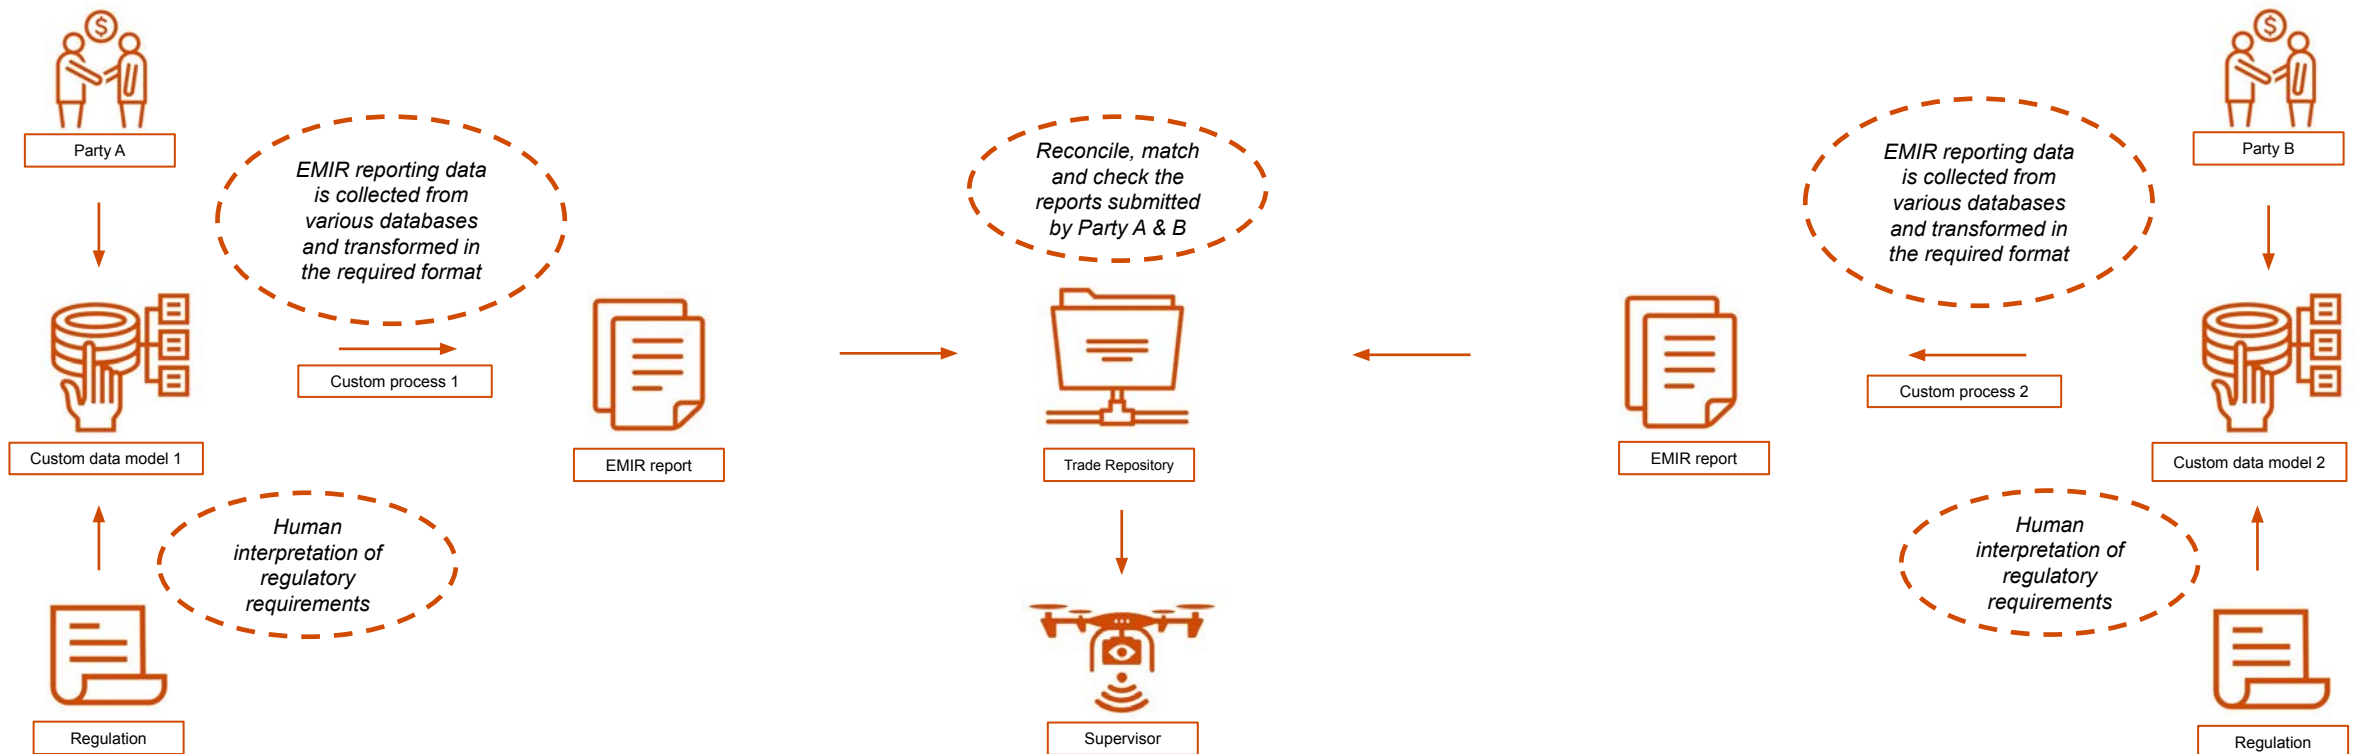 $
Party A
EMIR reporting data
is collected from
various databases
and transformed in
the required format
Custom process 1
Custom data model 1
Human
interpretation of
regulatory
requirements
Regulation
EMIR report
Reconcile, match
and check the
reports submitted
by Party A & B
Trade Repository
Supervisor
EMIR report
EMIR reporting data
is collected from
various databases
and transformed in
the required format
Custom process 2
$
Party B
Custom data model 2
Human
interpretation of
regulatory
requirements
Regulation